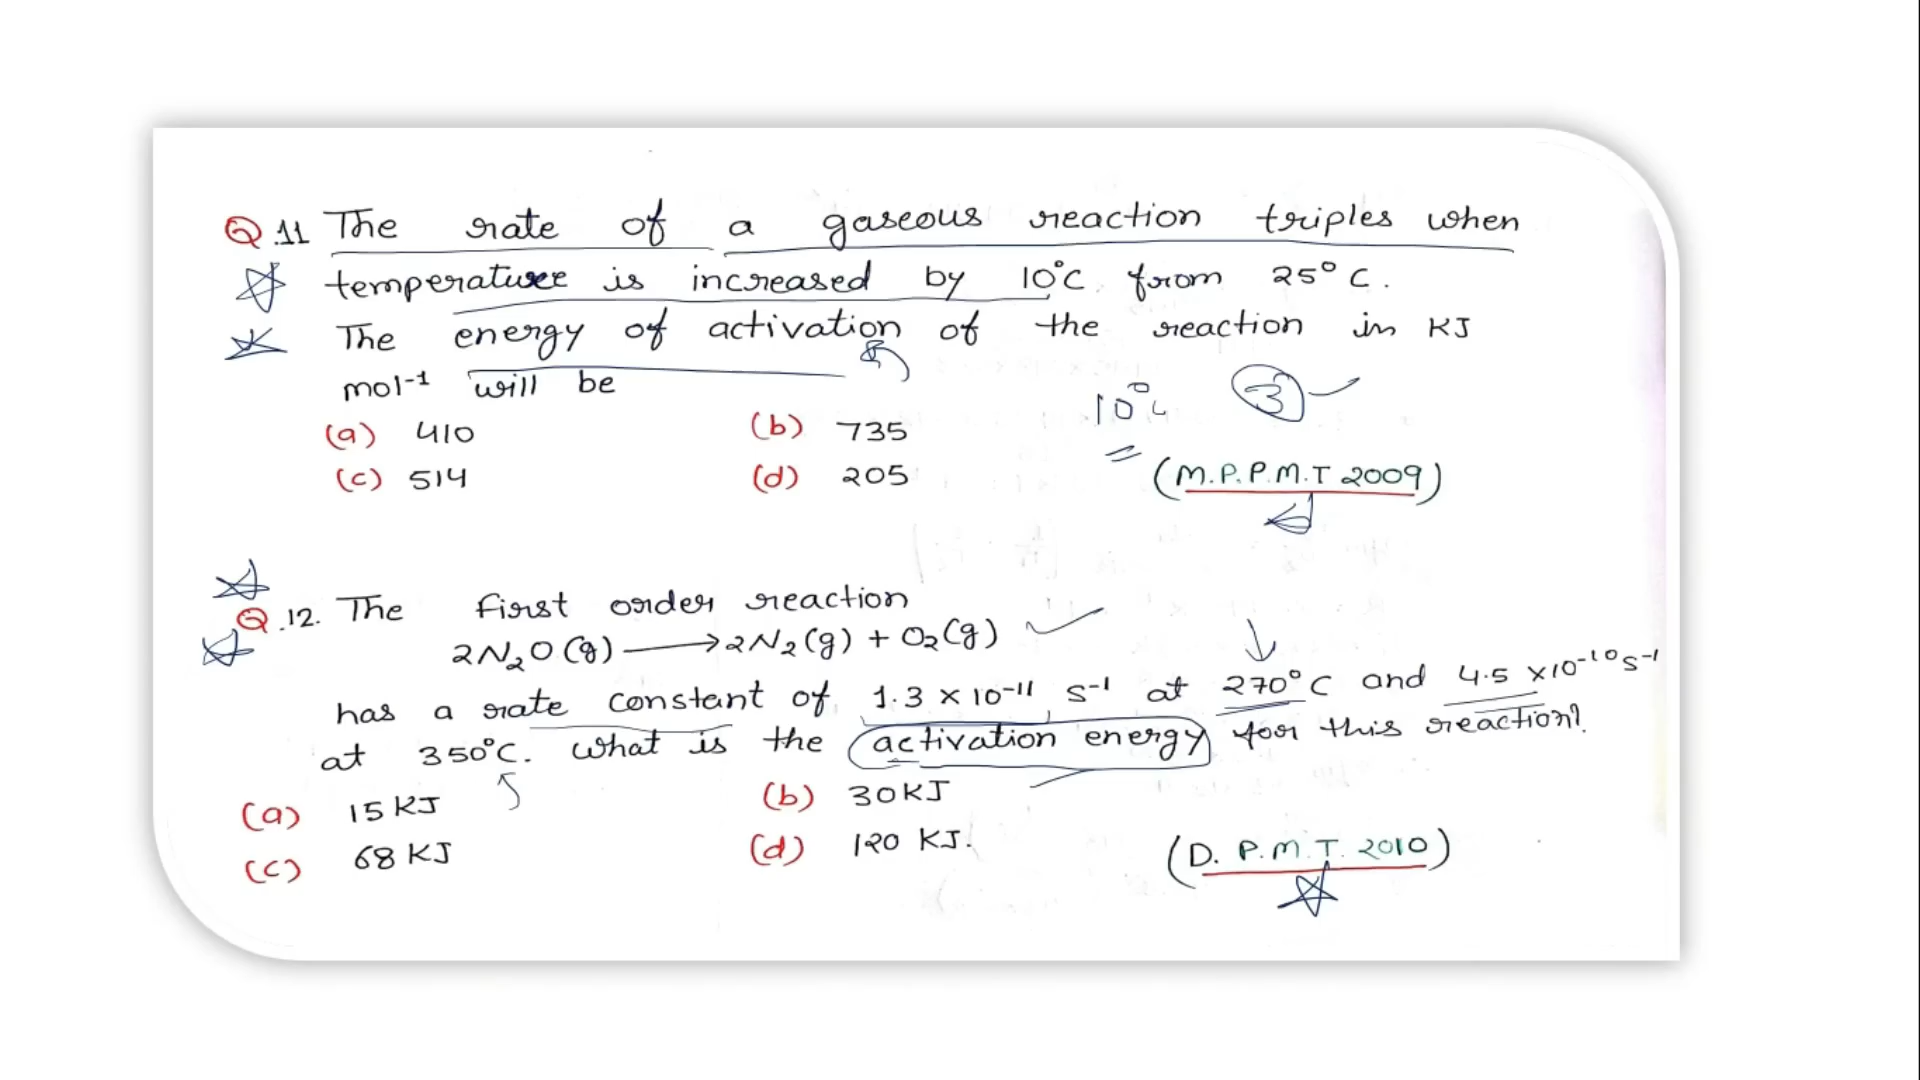 Q.11 The rate of a gaseous reaction triples when
temperature is increased by 10°C from 25°C.
The energy of activation of the reaction in KJ
mol-¹ will be
10°C 3
(a) 410 (b) 735
(c) 514 (d) 205
(M.P.P.M.T 2009)
Q.12. The first order reaction
2N₂O(g) ⟶ 2N₂(g) + O₂(g)
has a rate constant of 1.3 × 10-¹¹ s-¹ at 270°C and 4.5 ×10-¹⁰s-¹
at 350°C. What is the activation energy for this reaction?
(a) 15 KJ (b) 30KJ
(c) 68 KJ (d) 120 KJ.
(D. P.M.T. 2010)